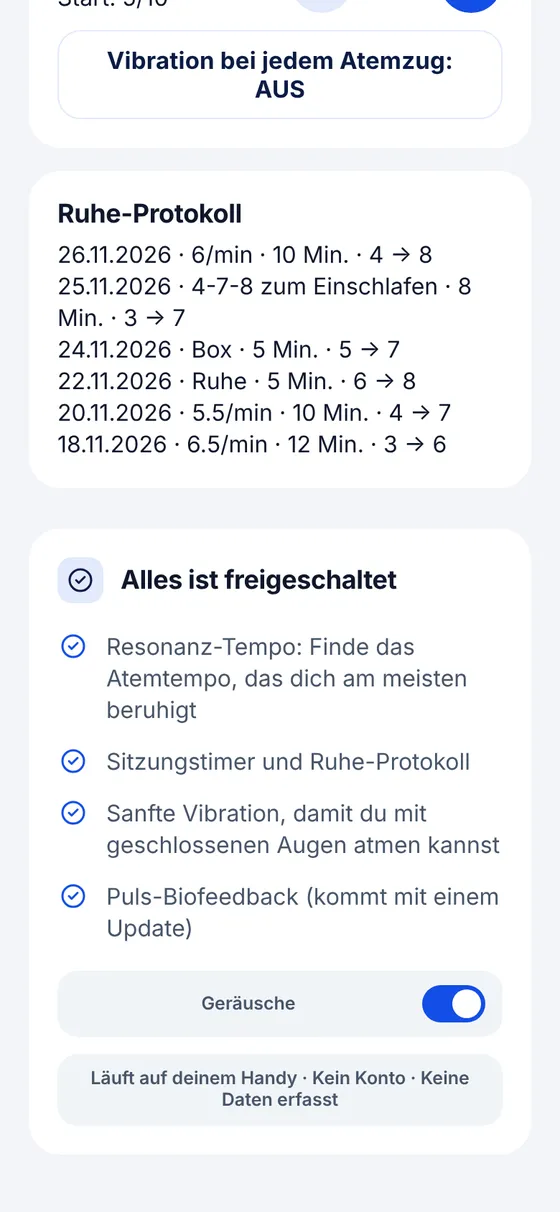 Start: 5/10
Vibration bei jedem Atemzug:
AUS
Ruhe-Protokoll
26.11.2026 · 6/min · 10 Min. · 4 → 8
25.11.2026 · 4-7-8 zum Einschlafen · 8
Min. · 3 → 7
24.11.2026 · Box · 5 Min. · 5 → 7
22.11.2026 · Ruhe · 5 Min. · 6 → 8
20.11.2026 · 5.5/min · 10 Min. · 4 → 7
18.11.2026 · 6.5/min · 12 Min. · 3 → 6
Alles ist freigeschaltet
Resonanz-Tempo: Finde das
Atemtempo, das dich am meisten
beruhigt
Sitzungstimer und Ruhe-Protokoll
Sanfte Vibration, damit du mit
geschlossenen Augen atmen kannst
Puls-Biofeedback (kommt mit einem
Update)
Geräusche
Läuft auf deinem Handy · Kein Konto · Keine
Daten erfasst